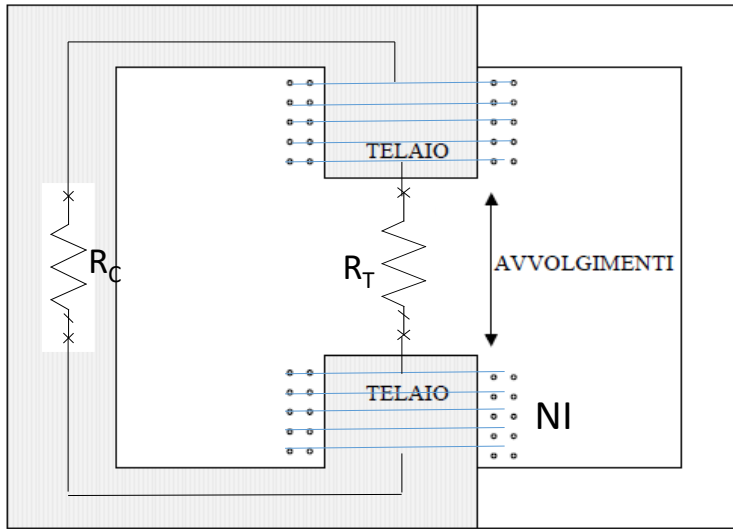 TELAIO
R_C
R_T
AVVOLGIMENTI
TELAIO
NI